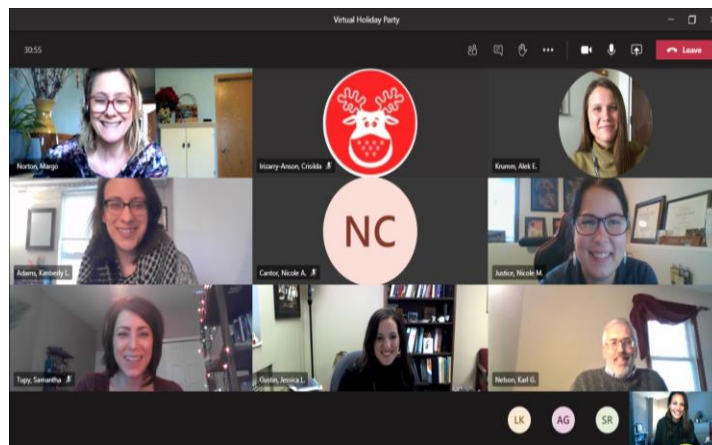 Virtual Holiday Party
30:55
Leave
Norton, Margo
Irizarry-Anson, Crisilda
Krumm, Alek E.
Adams, Kimberly L.
NC
Cantor, Nicole A.
Justice, Nicole M.
Tupy, Samantha
Gustin, Jessica L.
Nelson, Karl G.
LK
AG
SR